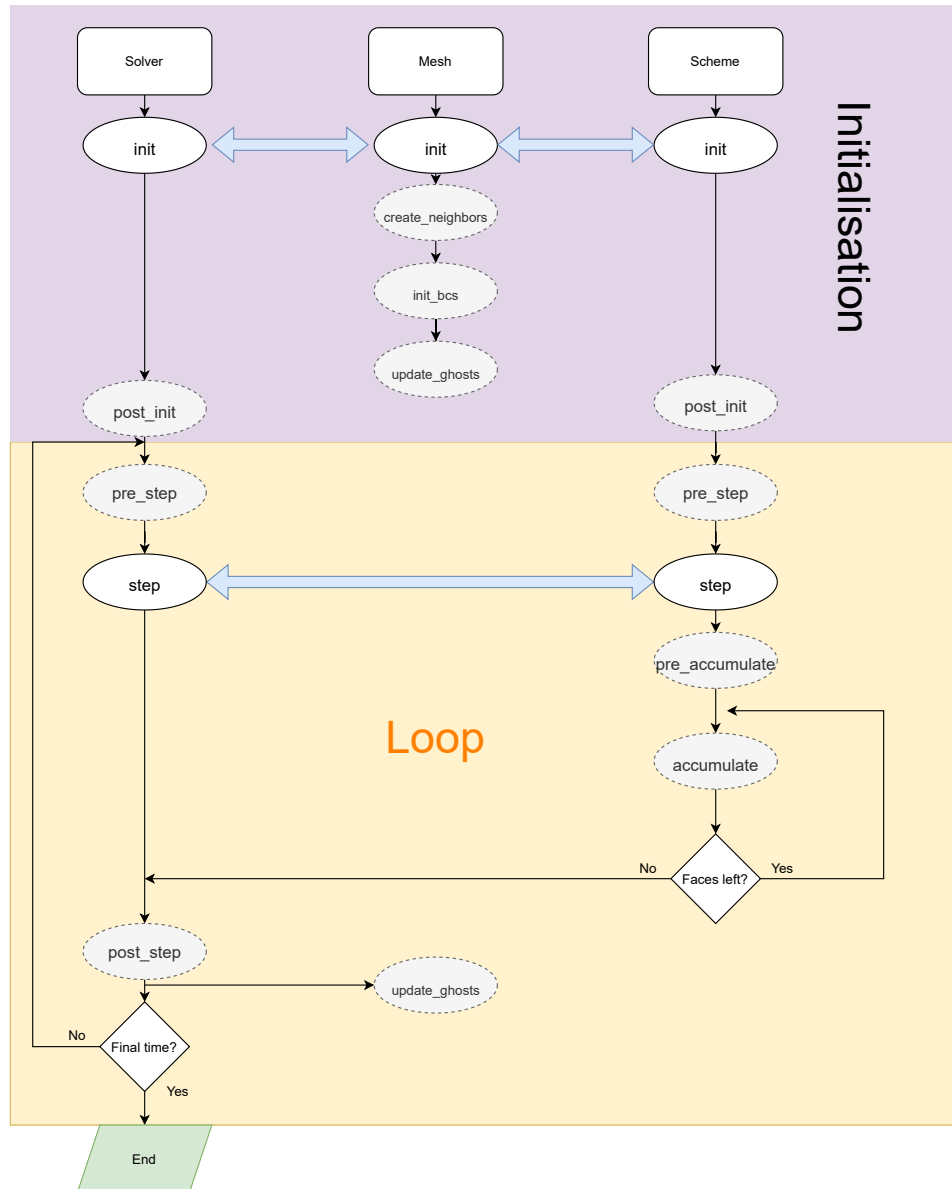 Solver
Mesh
Scheme
init
init
init
Initialisation
create_neighbors
init_bcs
update_ghosts
post_init
post_init
pre_step
pre_step
step
step
pre_accumulate
Loop
accumulate
No
Faces left?
Yes
post_step
update_ghosts
No
Final time?
Yes
End